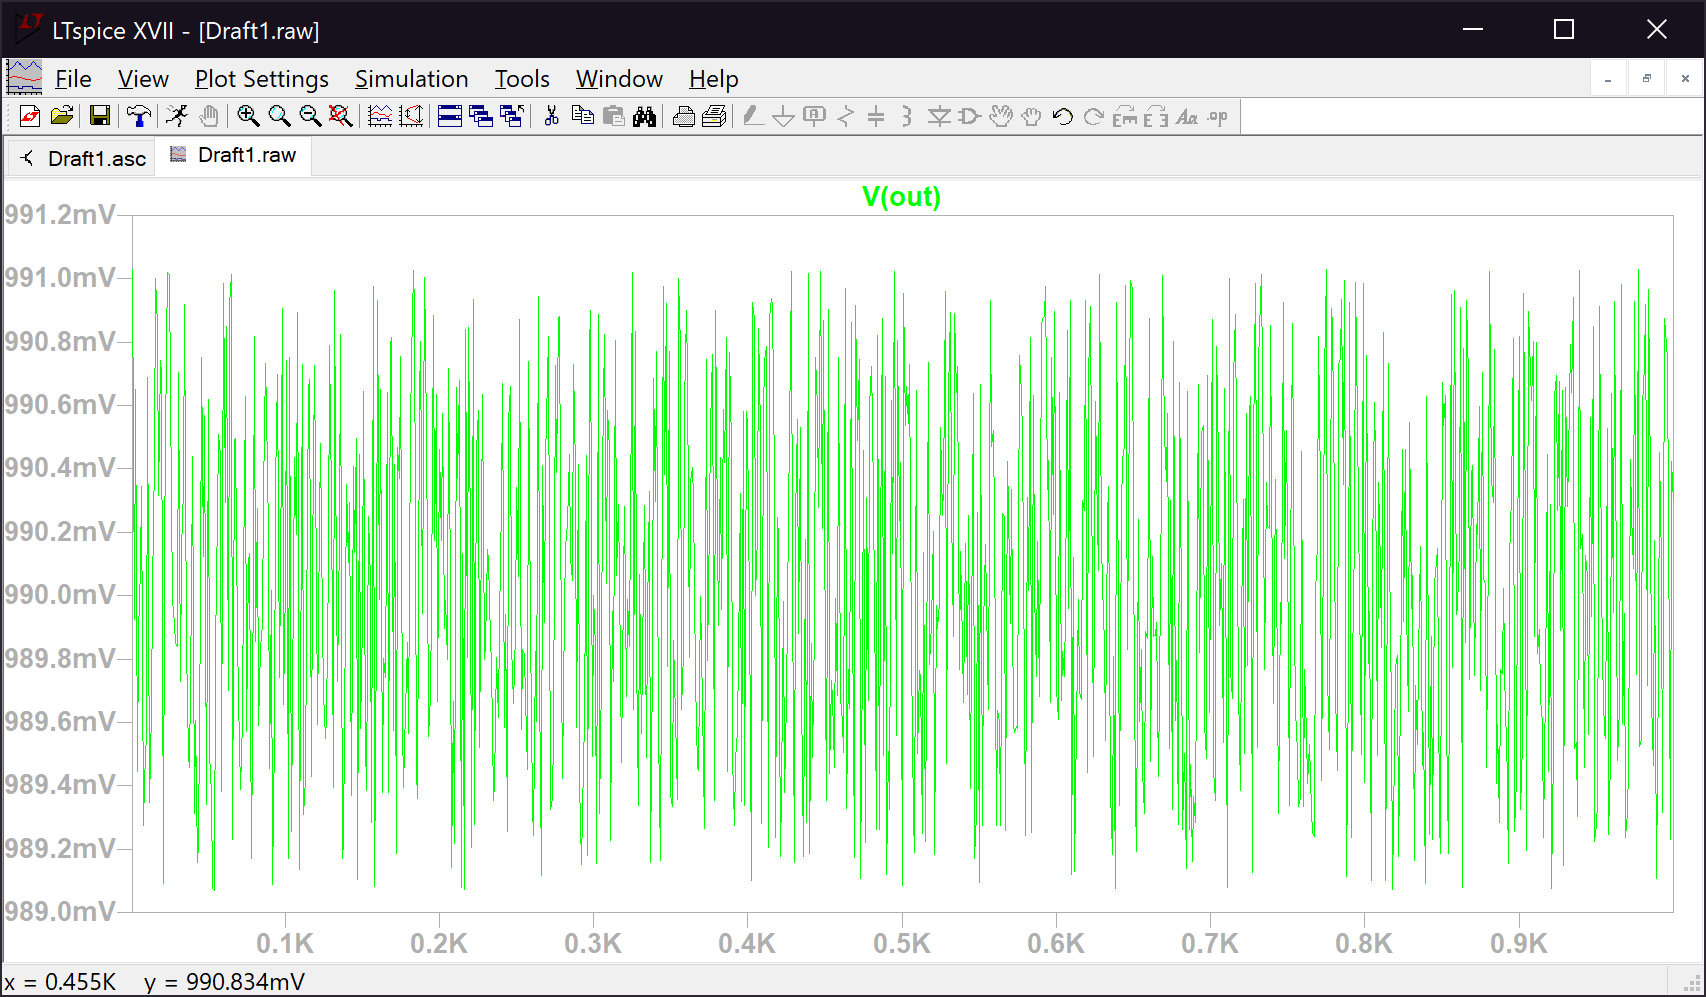 LTspice XVII - [Draft1.raw]
File View Plot Settings Simulation Tools Window Help
Draft1.asc Draft1.raw
V(out)
991.2mV
991.0mV
990.8mV
990.6mV
990.4mV
990.2mV
990.0mV
989.8mV
989.6mV
989.4mV
989.2mV
989.0mV
0.1K 0.2K 0.3K 0.4K 0.5K 0.6K 0.7K 0.8K 0.9K
x = 0.455K y = 990.834mV